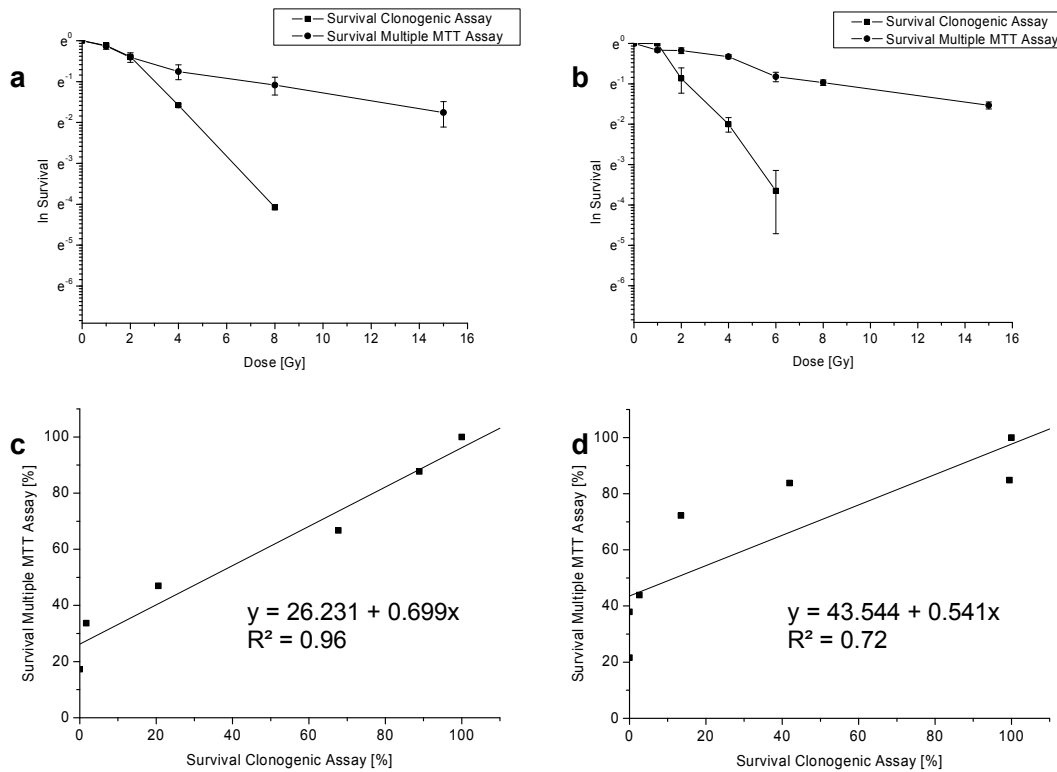 Survival Clonogenic Assay
Survival Multiple MTT Assay
a
e^0
e^-1
e^-2
e^-3
e^-4
e^-5
e^-6
ln Survival
0 2 4 6 8 10 12 14 16
Dose [Gy]
Survival Clonogenic Assay
Survival Multiple MTT Assay
b
e^0
e^-1
e^-2
e^-3
e^-4
e^-5
e^-6
ln Survival
0 2 4 6 8 10 12 14 16
Dose [Gy]
c
100
80
60
40
20
0
Survival Multiple MTT Assay [%]
y = 26.231 + 0.699x
R² = 0.96
0 20 40 60 80 100
Survival Clonogenic Assay [%]
d
100
80
60
40
20
0
Survival Multiple MTT Assay [%]
y = 43.544 + 0.541x
R² = 0.72
0 20 40 60 80 100
Survival Clonogenic Assay [%]